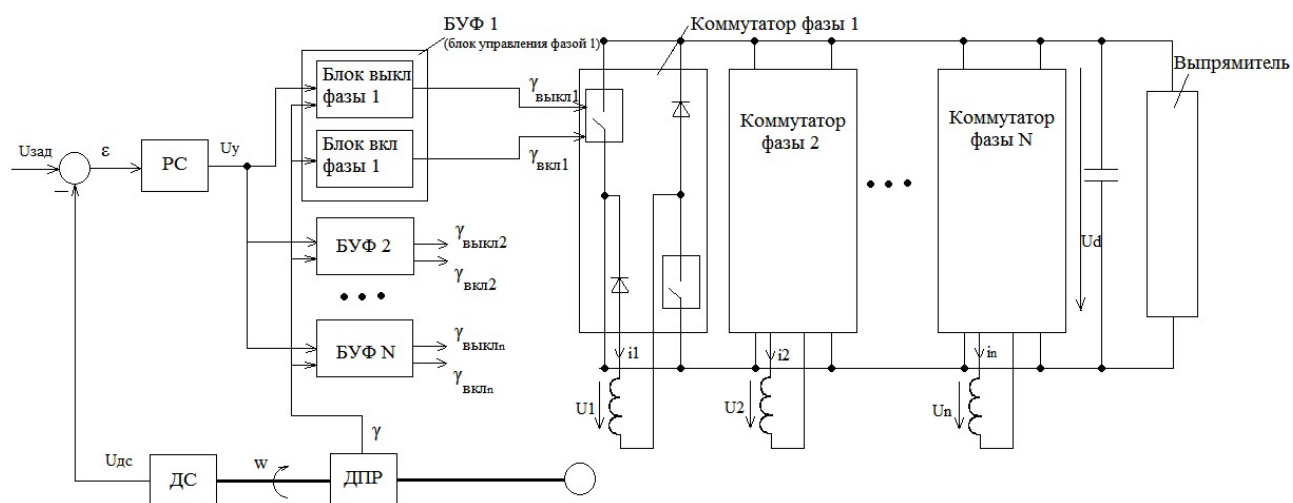 БУФ 1
(блок управления фазой 1)
Коммутатор фазы 1
Выпрямитель
Блок выкл
фазы 1
Блок вкл
фазы 1
γвыкл1
γвкл1
Коммутатор
фазы 2
Коммутатор
фазы N
Uзад
ε
РС
Uу
Ud
БУФ 2
γвыкл2
γвкл2
БУФ N
γвыклn
γвклn
i1
i2
in
U1
U2
Un
γ
Uдс
ДС
w
ДПР